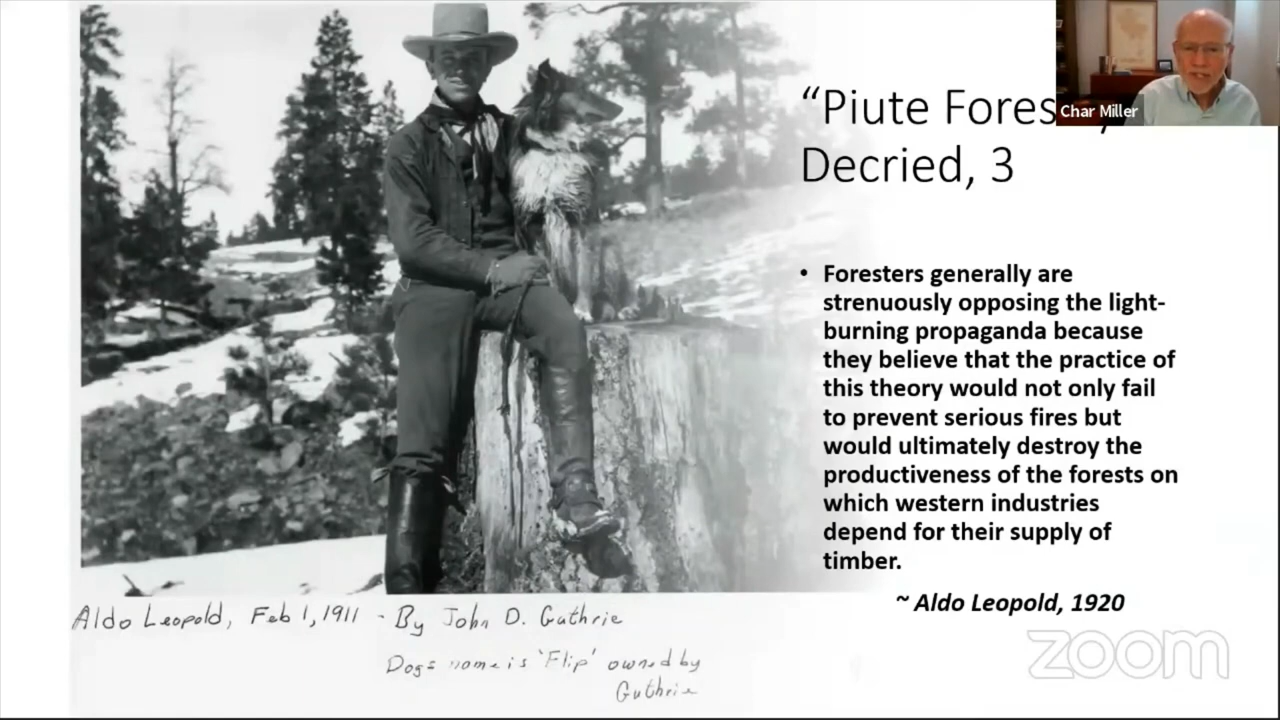 “Piute Fores
Decried, 3
Char Miller
• Foresters generally are
strenuously opposing the light-
burning propaganda because
they believe that the practice of
this theory would not only fail
to prevent serious fires but
would ultimately destroy the
productiveness of the forests on
which western industries
depend for their supply of
timber.
~ Aldo Leopold, 1920
Aldo Leopold, Feb 1, 1911 - By John D. Guthrie
Dogs name is 'Flip' owned by
Guthrie
zoom